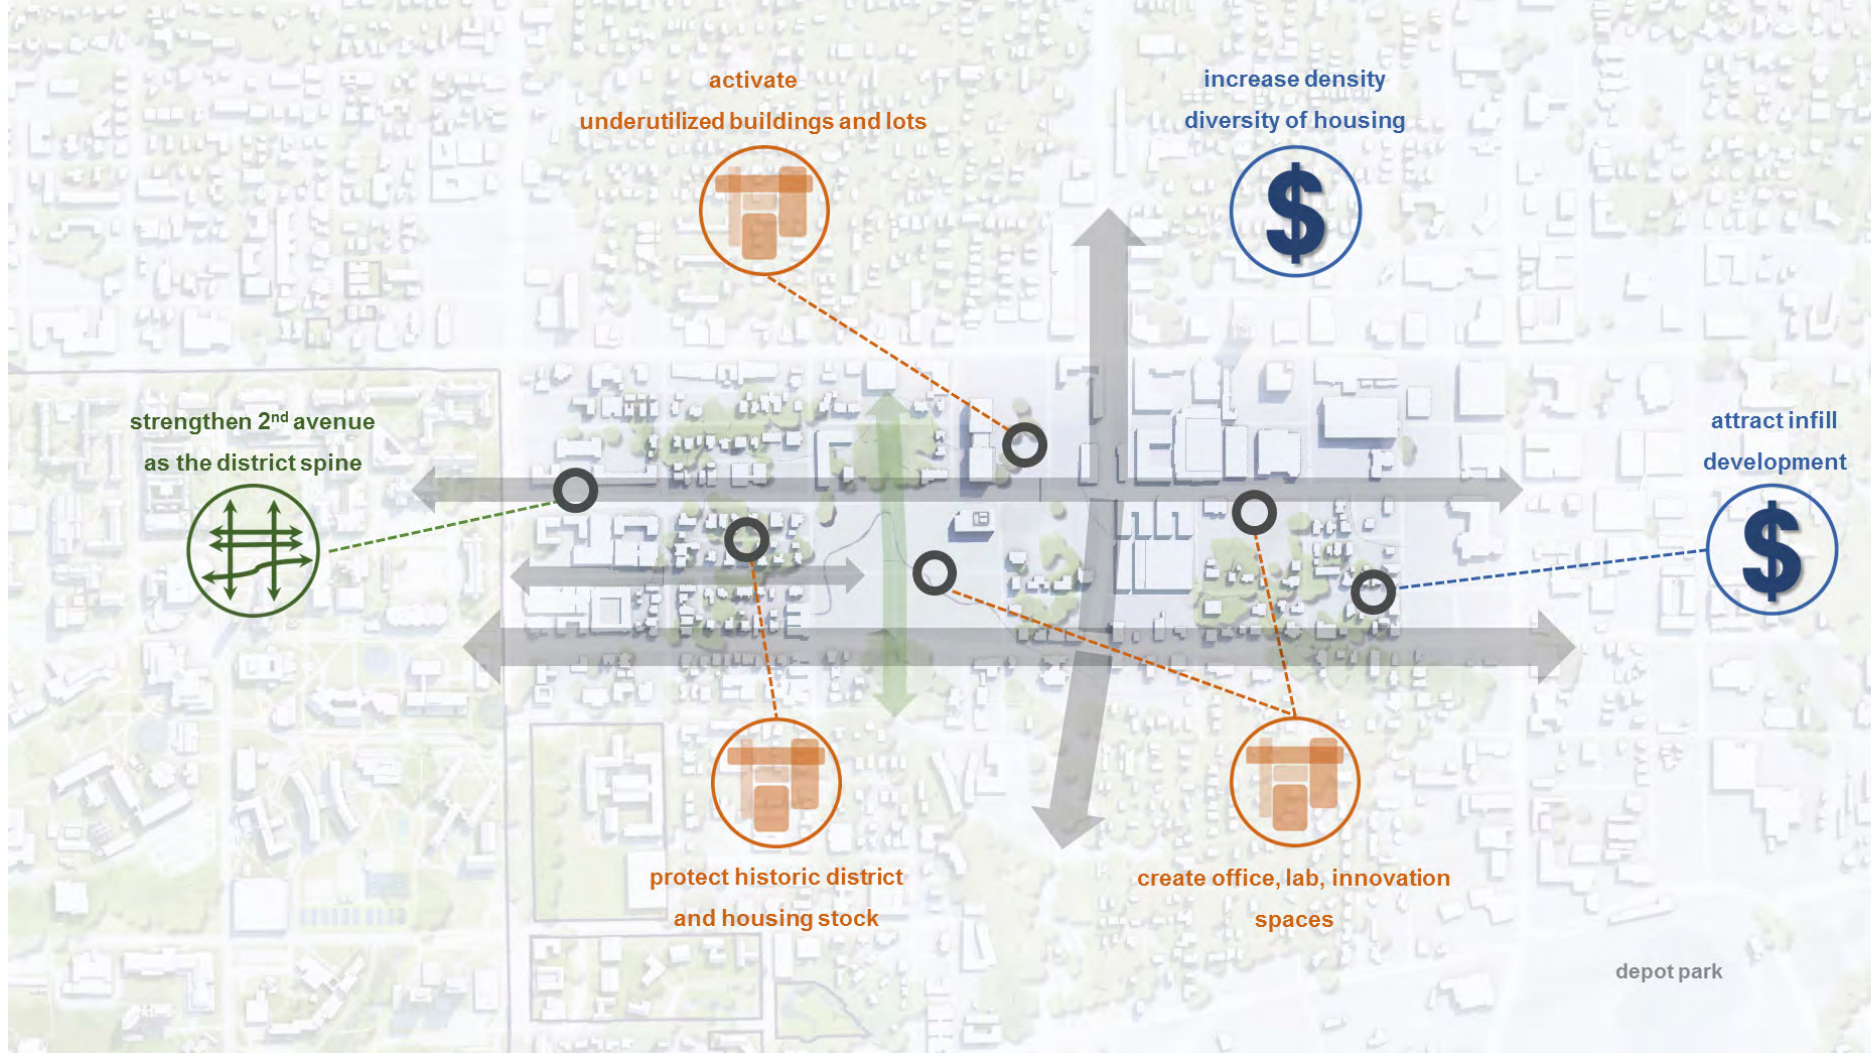 activate
underutilized buildings and lots
increase density
diversity of housing
$
strengthen 2nd avenue
as the district spine
attract infill
development
$
protect historic district
and housing stock
create office, lab, innovation
spaces
depot park